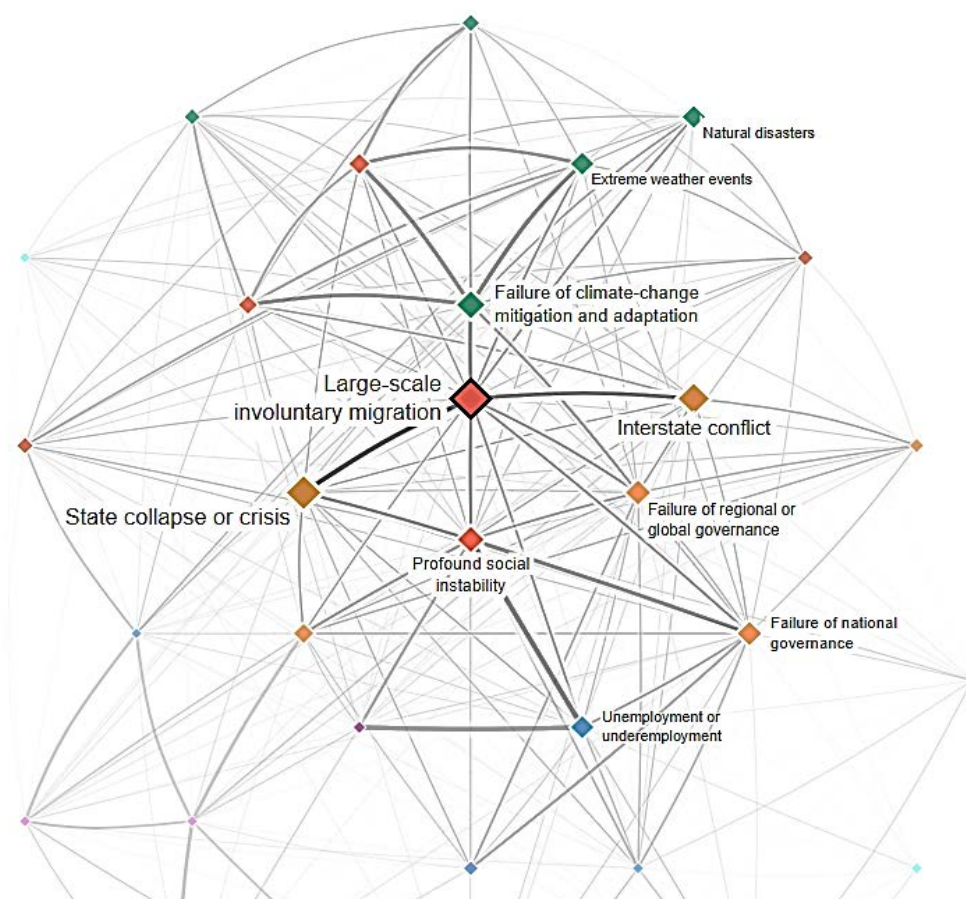 Natural disasters
Extreme weather events
Failure of climate-change
mitigation and adaptation
Large-scale
involuntary migration
Interstate conflict
State collapse or crisis
Failure of regional or
global governance
Profound social
instability
Failure of national
governance
Unemployment or
underemployment